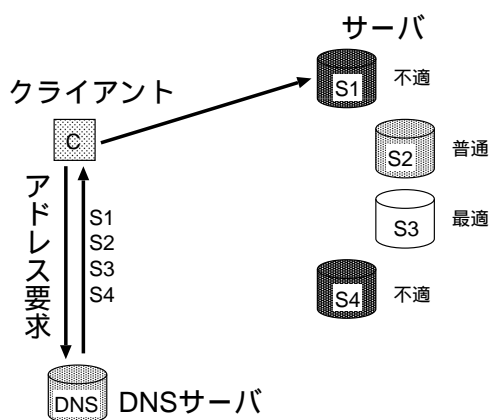 サーバ
S1 不適
クライアント
C
S2 普通
アドレス要求
S1
S2
S3
S4
S3 最適
S4 不適
DNS DNSサーバ